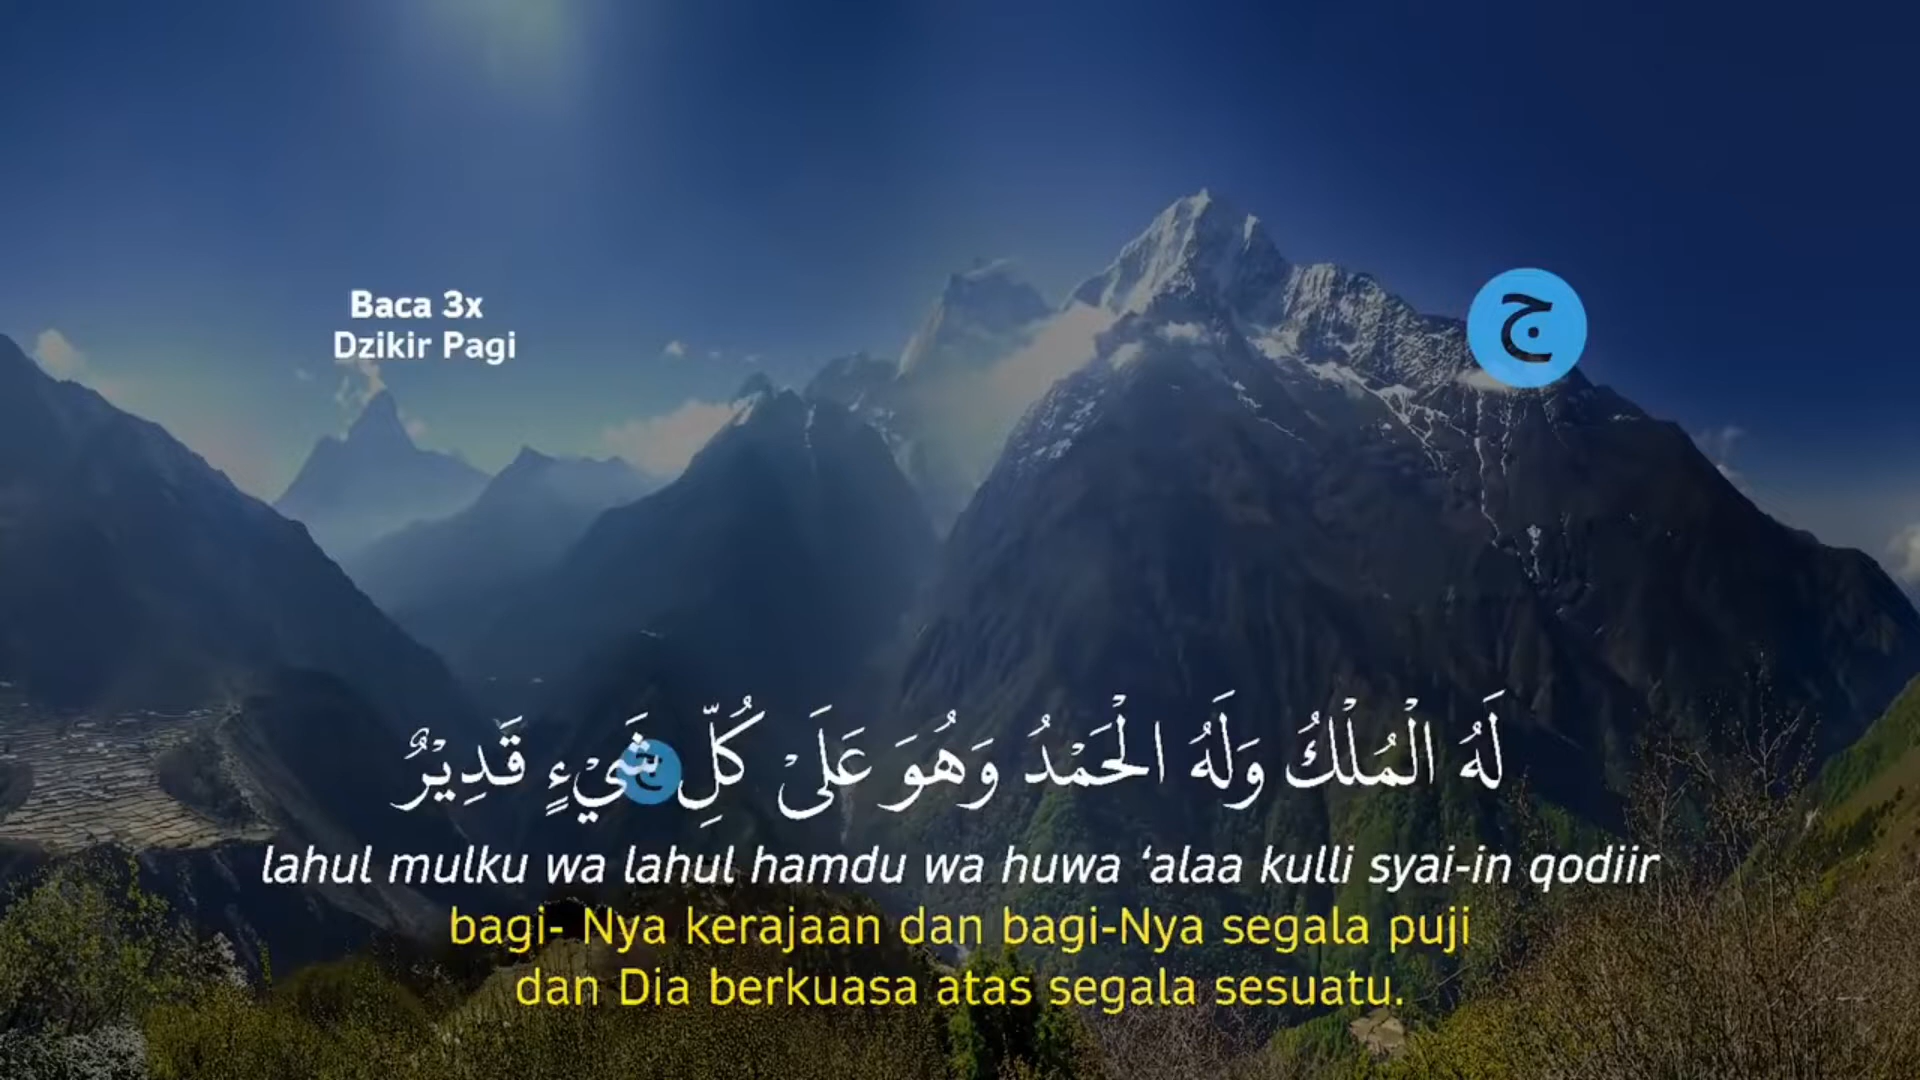 Baca 3x
Dzikir Pagi
ج
لَهُ الْمُلْكُ وَلَهُ الْحَمْدُ وَهُوَ عَلَىْ كُلِّ شَيْءٍ قَدِيْرٌ
ج
lahul mulku wa lahul hamdu wa huwa ‘alaa kulli syai-in qodiir
bagi- Nya kerajaan dan bagi-Nya segala puji
dan Dia berkuasa atas segala sesuatu.